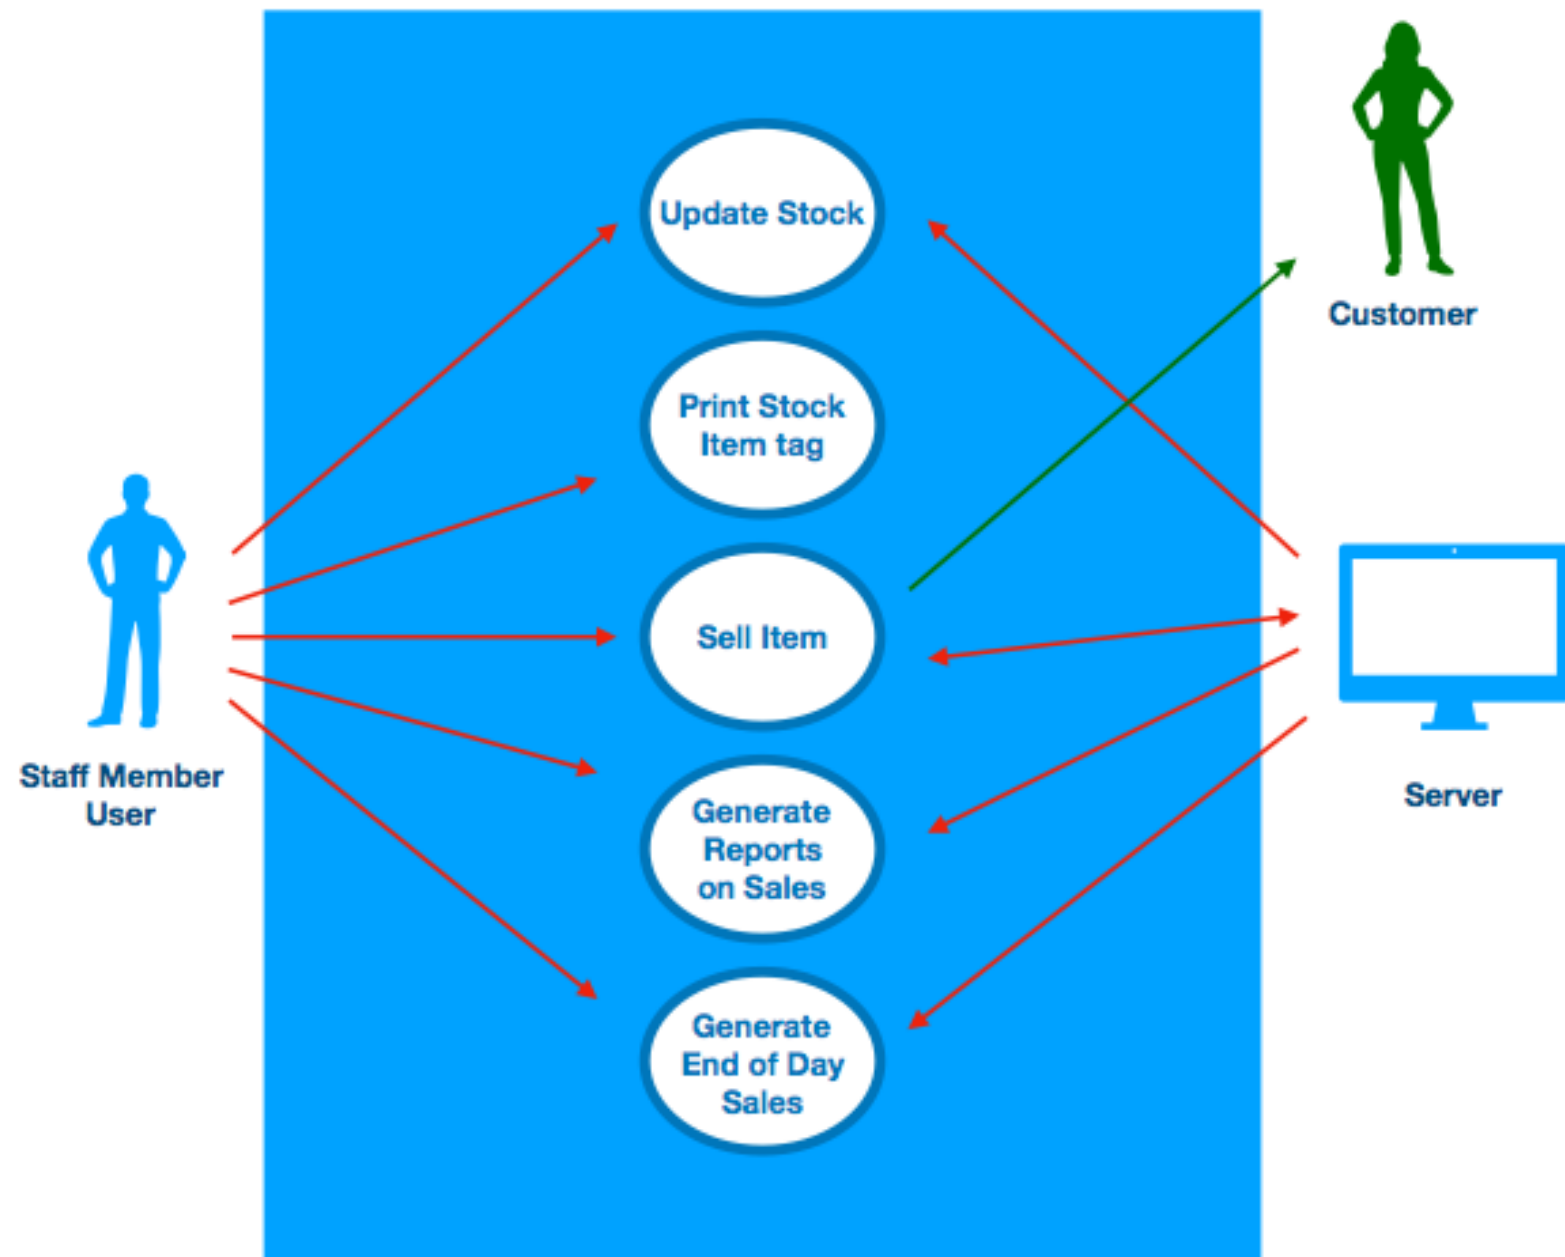 Update Stock
Customer
Print Stock
Item tag
Sell Item
Staff Member
User
Server
Generate
Reports
on Sales
Generate
End of Day
Sales